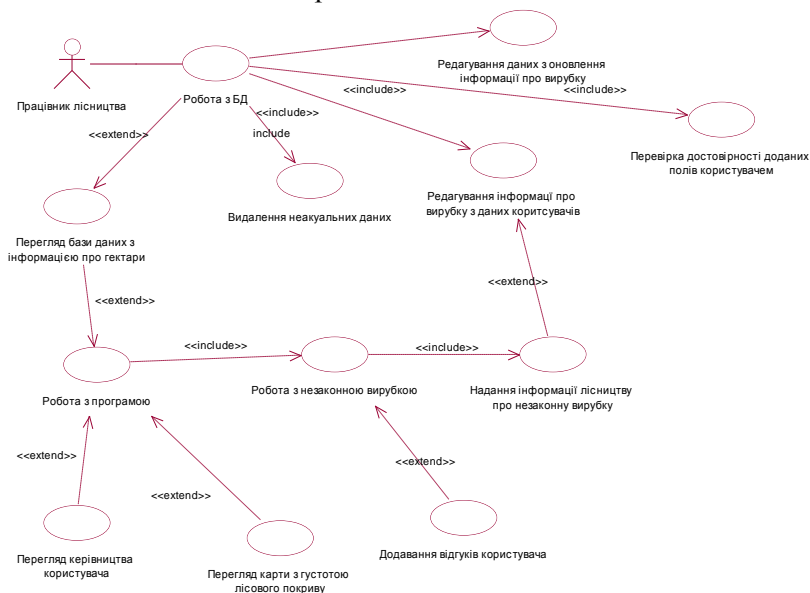 Редагування даних з оновлення
інформації про вирубку
<<include>>
<<include>>
Працівник лісництва
Робота з БД
<<include>>
include
<<extend>>
Перевірка достовірності доданих
полів користувачем
Видалення неакуальних даних
Редагування інформації про
вирубку з даних коритсувачів
Перегляд бази даних з
інформацією про гектари
<<extend>>
<<extend>>
<<include>>
<<include>>
Робота з програмою
Робота з незаконною вирубкою
Надання інформації лісництву
про незаконну вирубку
<<extend>>
<<extend>>
<<extend>>
Перегляд керівництва
користувача
Перегляд карти з густотою
лісового покриву
Додавання відгуків користувача